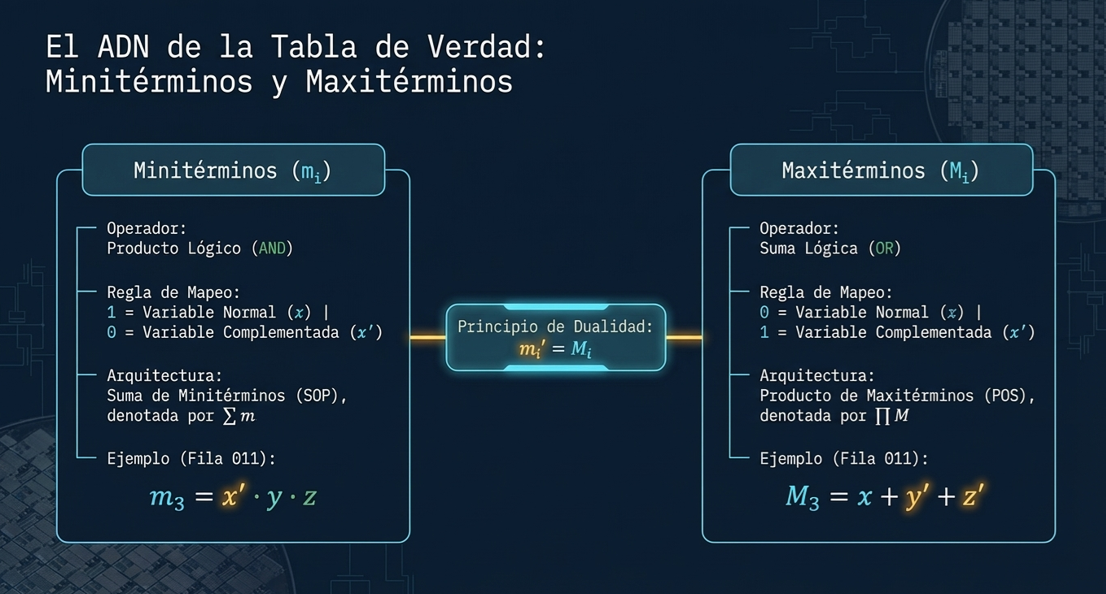 El ADN de la Tabla de Verdad:
Minitérminos y Maxitérminos
Minitérminos (mᵢ)
Operador:
Producto Lógico (AND)
Regla de Mapeo:
1 = Variable Normal (x) |
0 = Variable Complementada (x′)
Arquitectura:
Suma de Minitérminos (SOP),
denotada por ∑ m
Ejemplo (Fila 011):
m₃ = x′ · y · z
Principio de Dualidad:
mᵢ′ = Mᵢ
Maxitérminos (Mᵢ)
Operador:
Suma Lógica (OR)
Regla de Mapeo:
0 = Variable Normal (x) |
1 = Variable Complementada (x′)
Arquitectura:
Producto de Maxitérminos (POS),
denotada por ∏ M
Ejemplo (Fila 011):
M₃ = x + y′ + z′